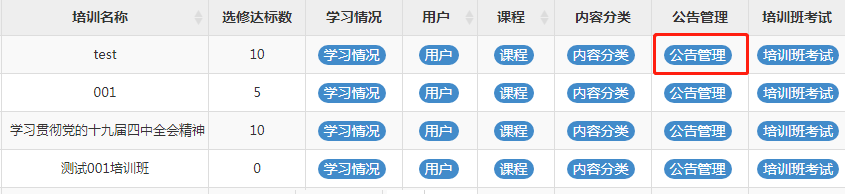 培训名称 选修达标数 学习情况 用户 课程 内容分类 公告管理 培训班考试
test 10 学习情况 用户 课程 内容分类 公告管理 培训班考试
001 5 学习情况 用户 课程 内容分类 公告管理 培训班考试
学习贯彻党的十九届四中全会精神 10 学习情况 用户 课程 内容分类 公告管理 培训班考试
测试001培训班 0 学习情况 用户 课程 内容分类 公告管理 培训班考试